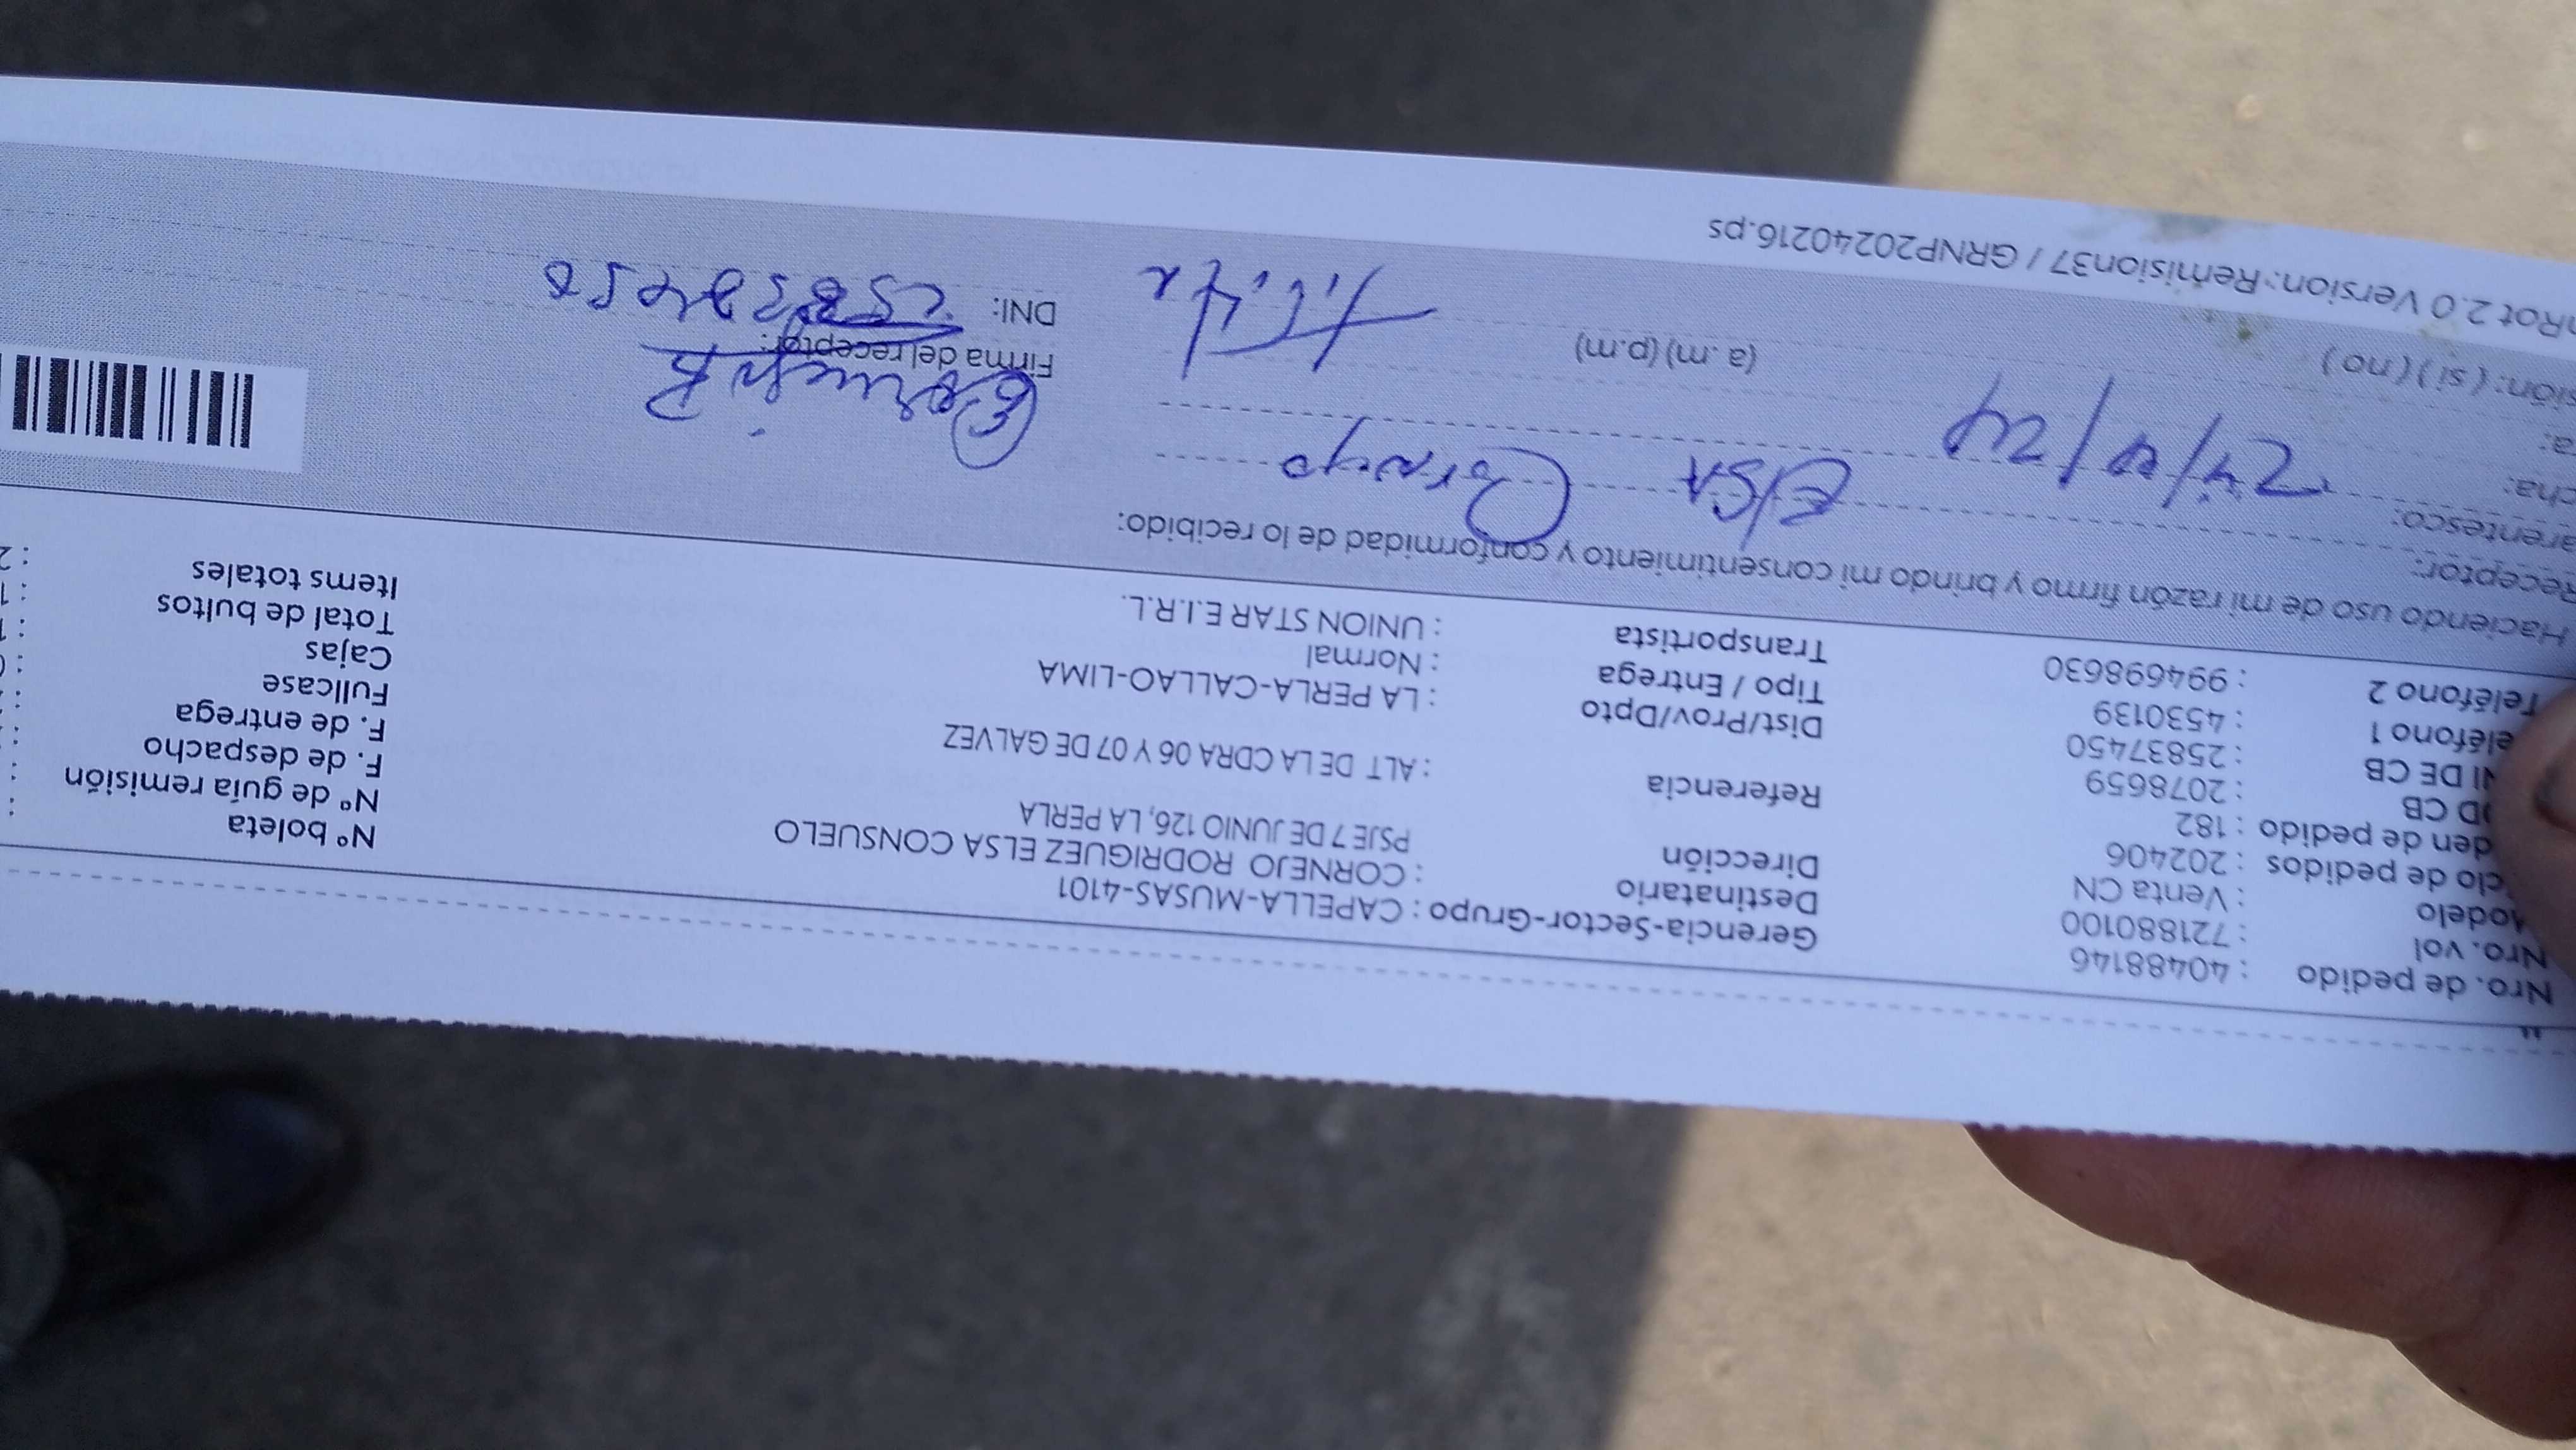 Nro. de pedido : 40488146
Nro. vol : 721880100
Modelo : Venta CN
clo de pedidos : 202406
den de pedido : 182
OD CB : 2078659
NI DE CB : 25837450
eléfono 1 : 4530139
Teléfono 2 : 994698630
Gerencia-Sector-Grupo : CAPELLA-MUSAS-4101
Destinatario : CORNEJO RODRIGUEZ ELSA CONSUELO
Dirección PSJE 7 DE JUNIO 126, LA PERLA
Referencia : ALT DE LA CDRA 06 Y 07 DE GALVEZ
Dist/Prov/Dpto : LA PERLA-CALLAO-LIMA
Tipo / Entrega : Normal
Transportista : UNION STAR E.I.R.L.
N° boleta :
N° de guía remisión :
F. de despacho :
F. de entrega :
Fullcase :
Cajas :
Total de bultos :
Items totales :
Haciendo uso de mi razón firmo y brindo mi consentimiento y conformidad de lo recibido:
Receptor: Elsa Cornejo
arentesco:
cha:
a: (a.m) (p.m)
sión: ( si ) ( no )
Firma del receptor:
DNI:
Rot 2.0 Version: Remision37 / GRNP20240216.ps